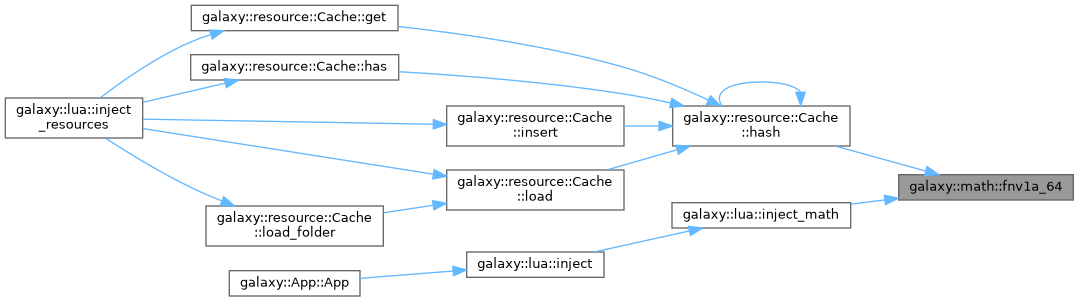 galaxy::resource::Cache::get
galaxy::resource::Cache::has
galaxy::lua::inject
_resources
galaxy::resource::Cache
::insert
galaxy::resource::Cache
::hash
galaxy::resource::Cache
::load
galaxy::math::fnv1a_64
galaxy::resource::Cache
::load_folder
galaxy::lua::inject_math
galaxy::lua::inject
galaxy::App::App